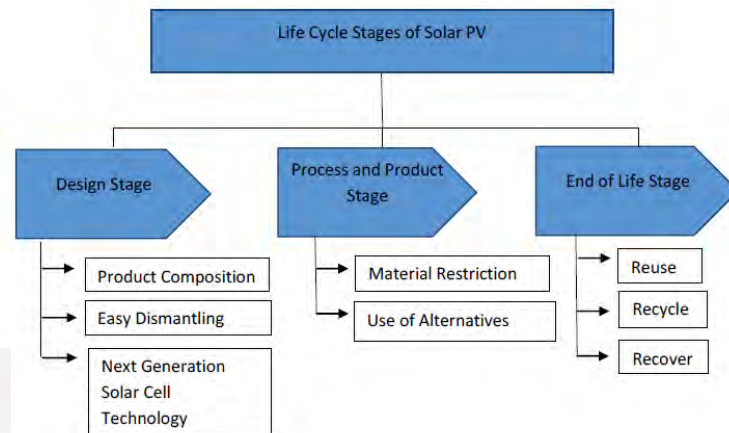 Life Cycle Stages of Solar PV
Design Stage
Process and Product
Stage
End of Life Stage
Product Composition
Easy Dismantling
Next Generation
Solar Cell
Technology
Material Restriction
Use of Alternatives
Reuse
Recycle
Recover